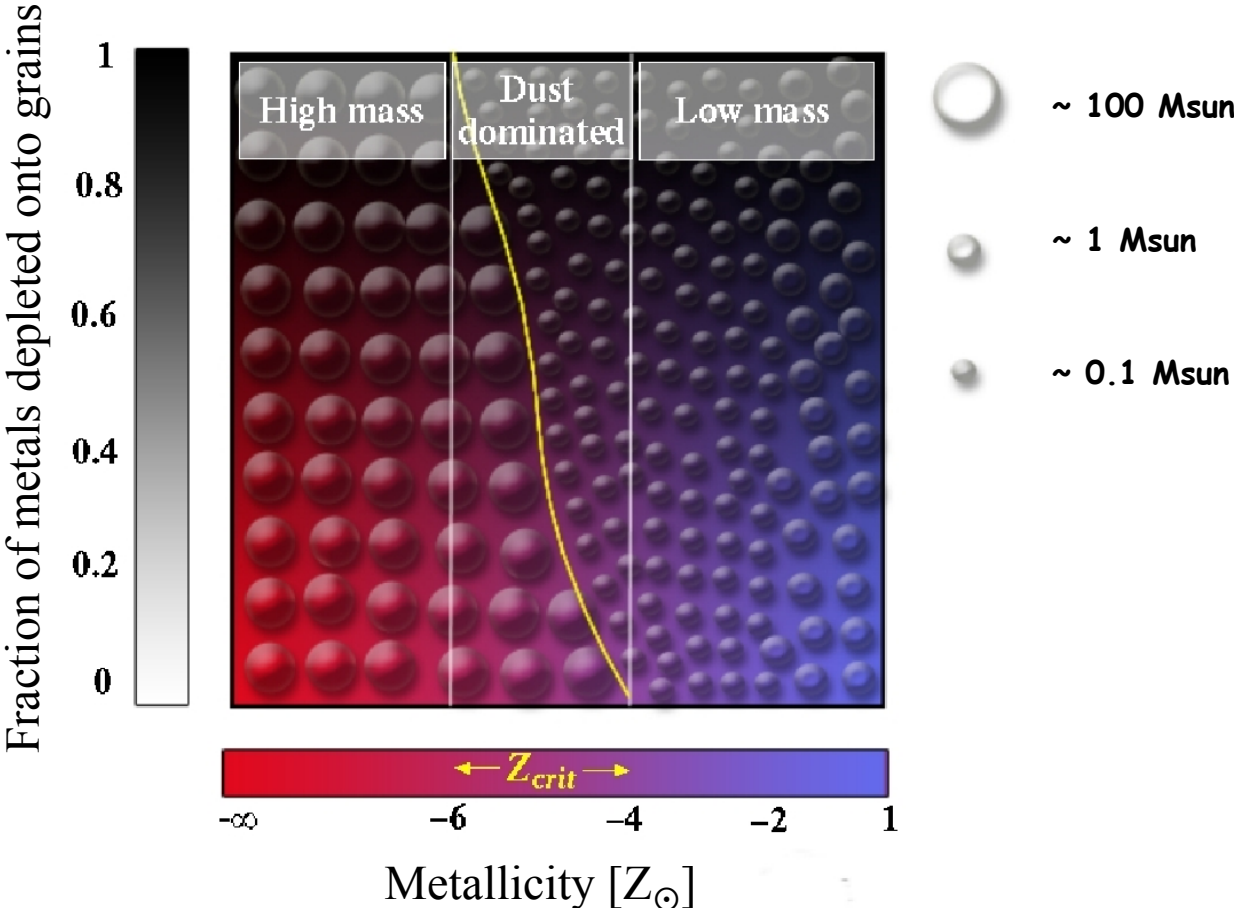 Fraction of metals depleted onto grains
1
0.8
0.6
0.4
0.2
0
High mass
Dust
dominated
Low mass
~ 100 Msun
~ 1 Msun
~ 0.1 Msun
Zcrit
-∞
−6
−4
−2
1
Metallicity [Z☉]